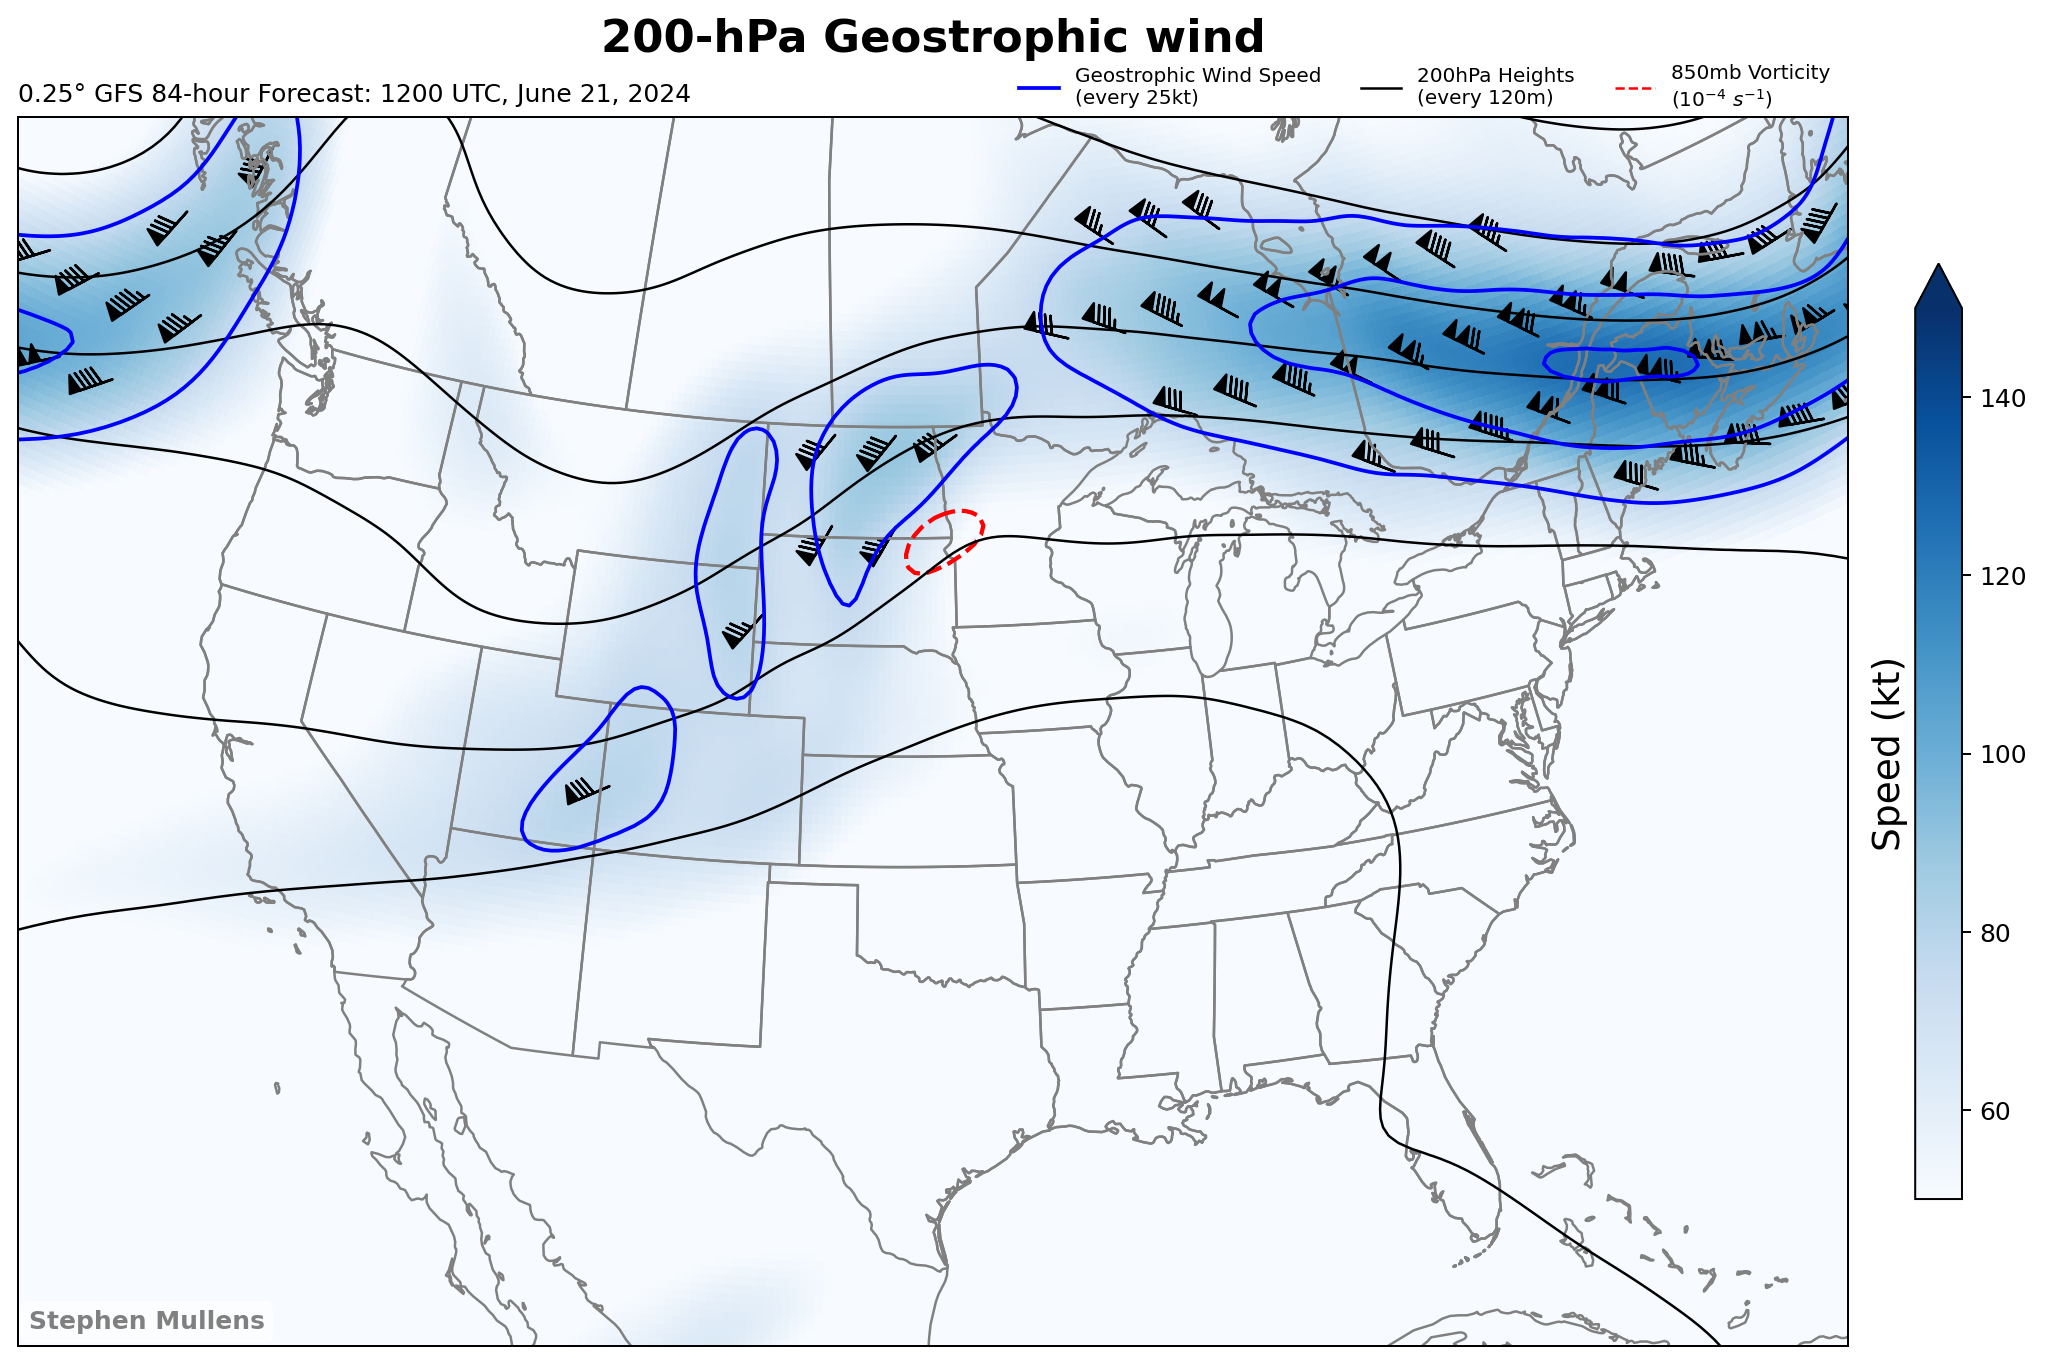 200-hPa Geostrophic wind
0.25° GFS 84-hour Forecast: 1200 UTC, June 21, 2024
Geostrophic Wind Speed
(every 25kt)
200hPa Heights
(every 120m)
850mb Vorticity
(10⁻⁴ s⁻¹)
140
120
100
80
60
Speed (kt)
Stephen Mullens